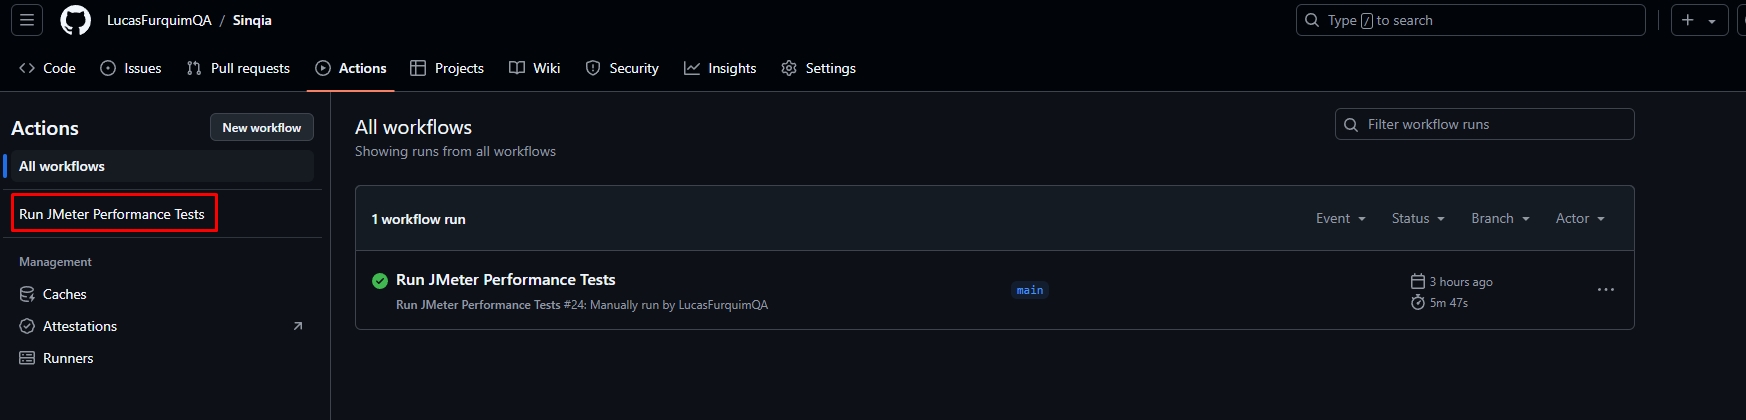 LucasFurquimQA / Sinqia
Type / to search
Code Issues Pull requests Actions Projects Wiki Security Insights Settings
Actions
New workflow
All workflows
Run JMeter Performance Tests
Management
Caches
Attestations
Runners
All workflows
Showing runs from all workflows
Filter workflow runs
1 workflow run
Event Status Branch Actor
Run JMeter Performance Tests
Run JMeter Performance Tests #24: Manually run by LucasFurquimQA
main
3 hours ago
5m 47s